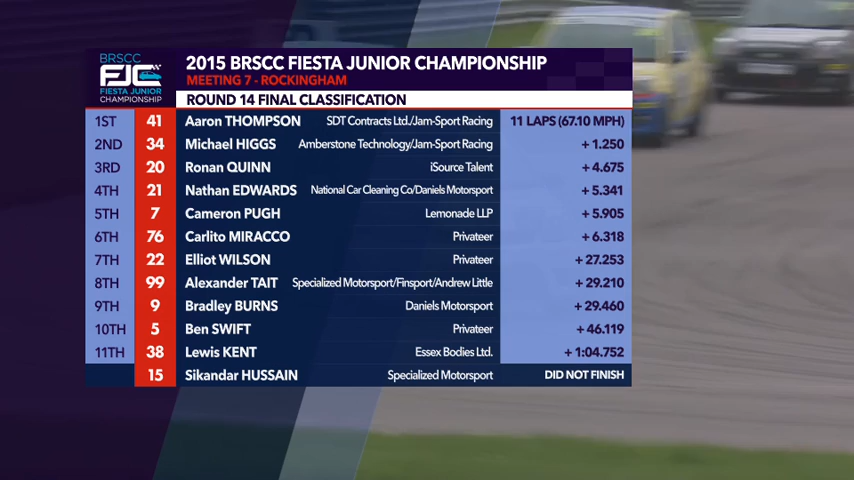 BRSCC
FJC
FIESTA JUNIOR
CHAMPIONSHIP
2015 BRSCC FIESTA JUNIOR CHAMPIONSHIP
MEETING 7 - ROCKINGHAM
ROUND 14 FINAL CLASSIFICATION
1ST 41 Aaron THOMPSON SDT Contracts Ltd./Jam-Sport Racing 11 LAPS (67.10 MPH)
2ND 34 Michael HIGGS Amberstone Technology/Jam-Sport Racing + 1.250
3RD 20 Ronan QUINN iSource Talent + 4.675
4TH 21 Nathan EDWARDS National Car Cleaning Co/Daniels Motorsport + 5.341
5TH 7 Cameron PUGH Lemonade LLP + 5.905
6TH 76 Carlito MIRACCO Privateer + 6.318
7TH 22 Elliot WILSON Privateer + 27.253
8TH 99 Alexander TAIT Specialized Motorsport/Finsport/Andrew Little + 29.210
9TH 9 Bradley BURNS Daniels Motorsport + 29.460
10TH 5 Ben SWIFT Privateer + 46.119
11TH 38 Lewis KENT Essex Bodies Ltd. + 1:04.752
15 Sikandar HUSSAIN Specialized Motorsport DID NOT FINISH